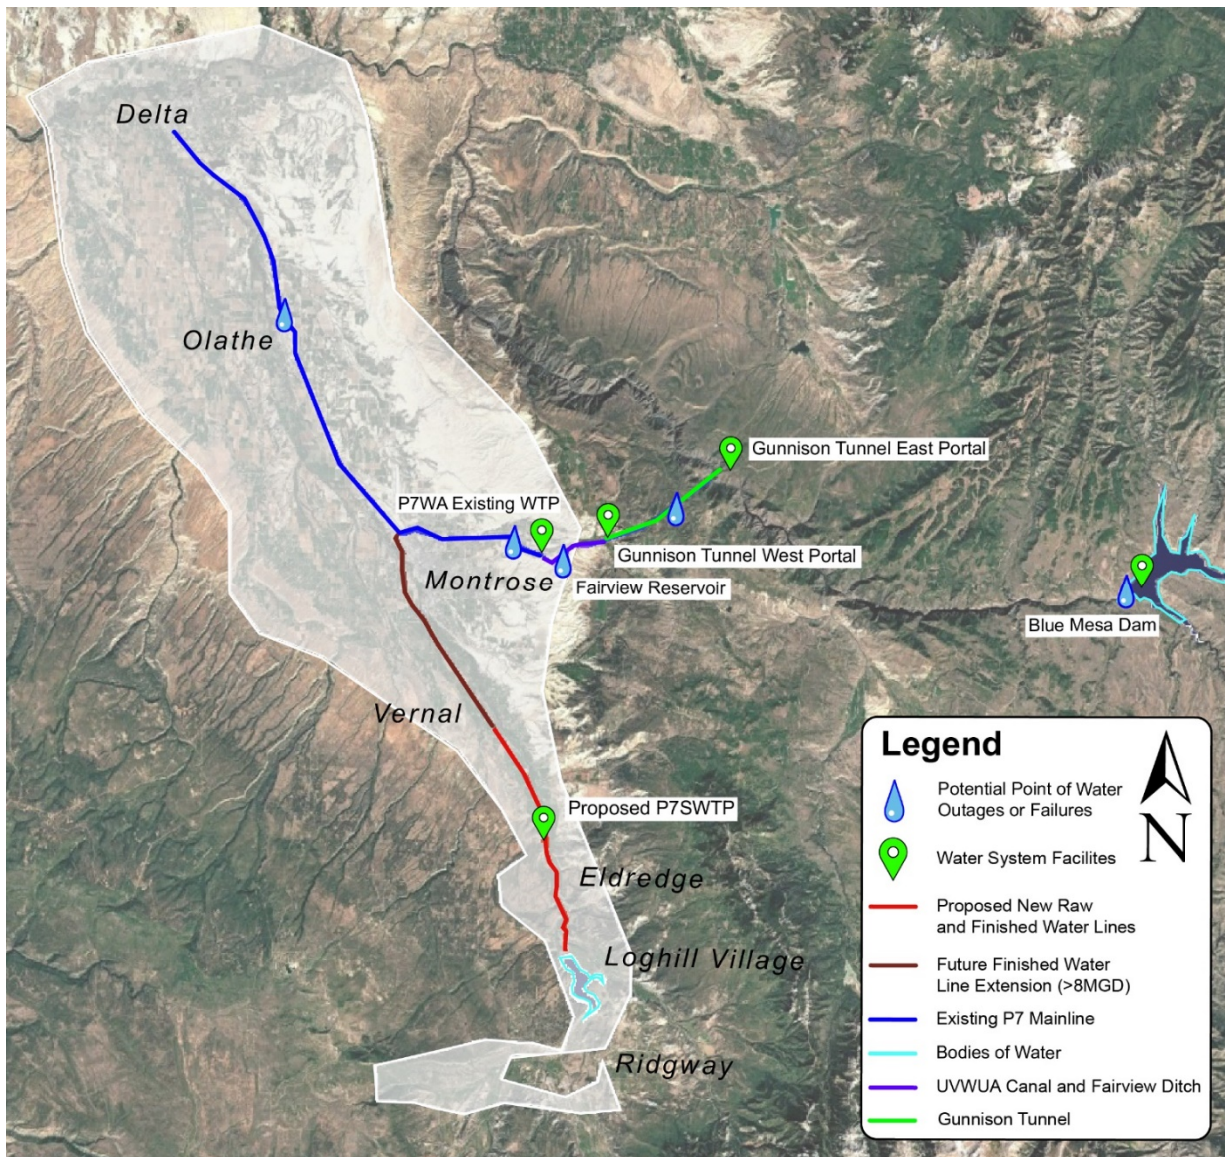 Delta
Olathe
Gunnison Tunnel East Portal
P7WA Existing WTP
Gunnison Tunnel West Portal
Montrose
Fairview Reservoir
Blue Mesa Dam
Vernal
Proposed P7SWTP
Eldredge
Loghill Village
Ridgway
Legend
Potential Point of Water
Outages or Failures
Water System Facilites
Proposed New Raw
and Finished Water Lines
Future Finished Water
Line Extension (>8MGD)
Existing P7 Mainline
Bodies of Water
UVWUA Canal and Fairview Ditch
Gunnison Tunnel
N